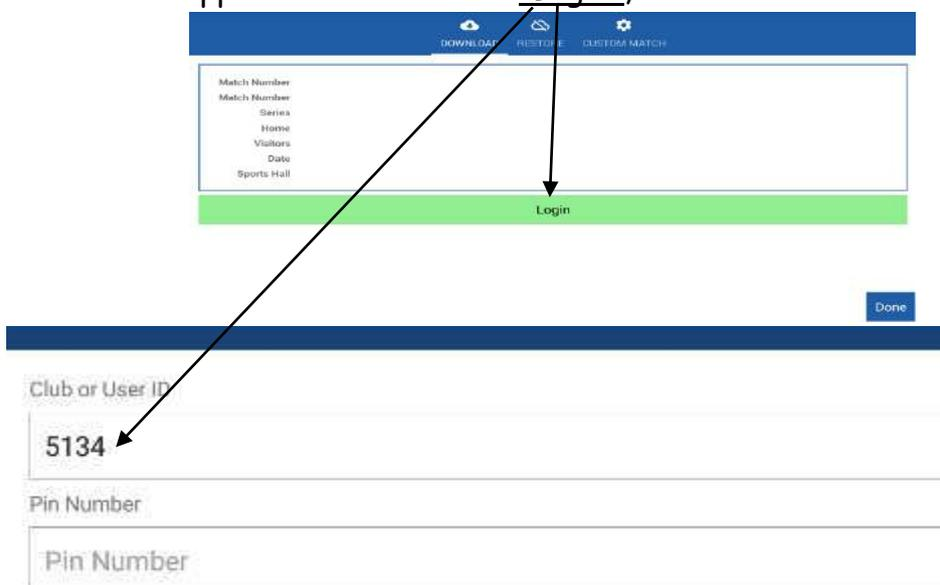 DOWNLOAD RESTORE CUSTOM MATCH
Match Number
Match Number
Series
Home
Visitors
Date
Sports Hall
Login
Done
Club or User ID
5134
Pin Number
Pin Number